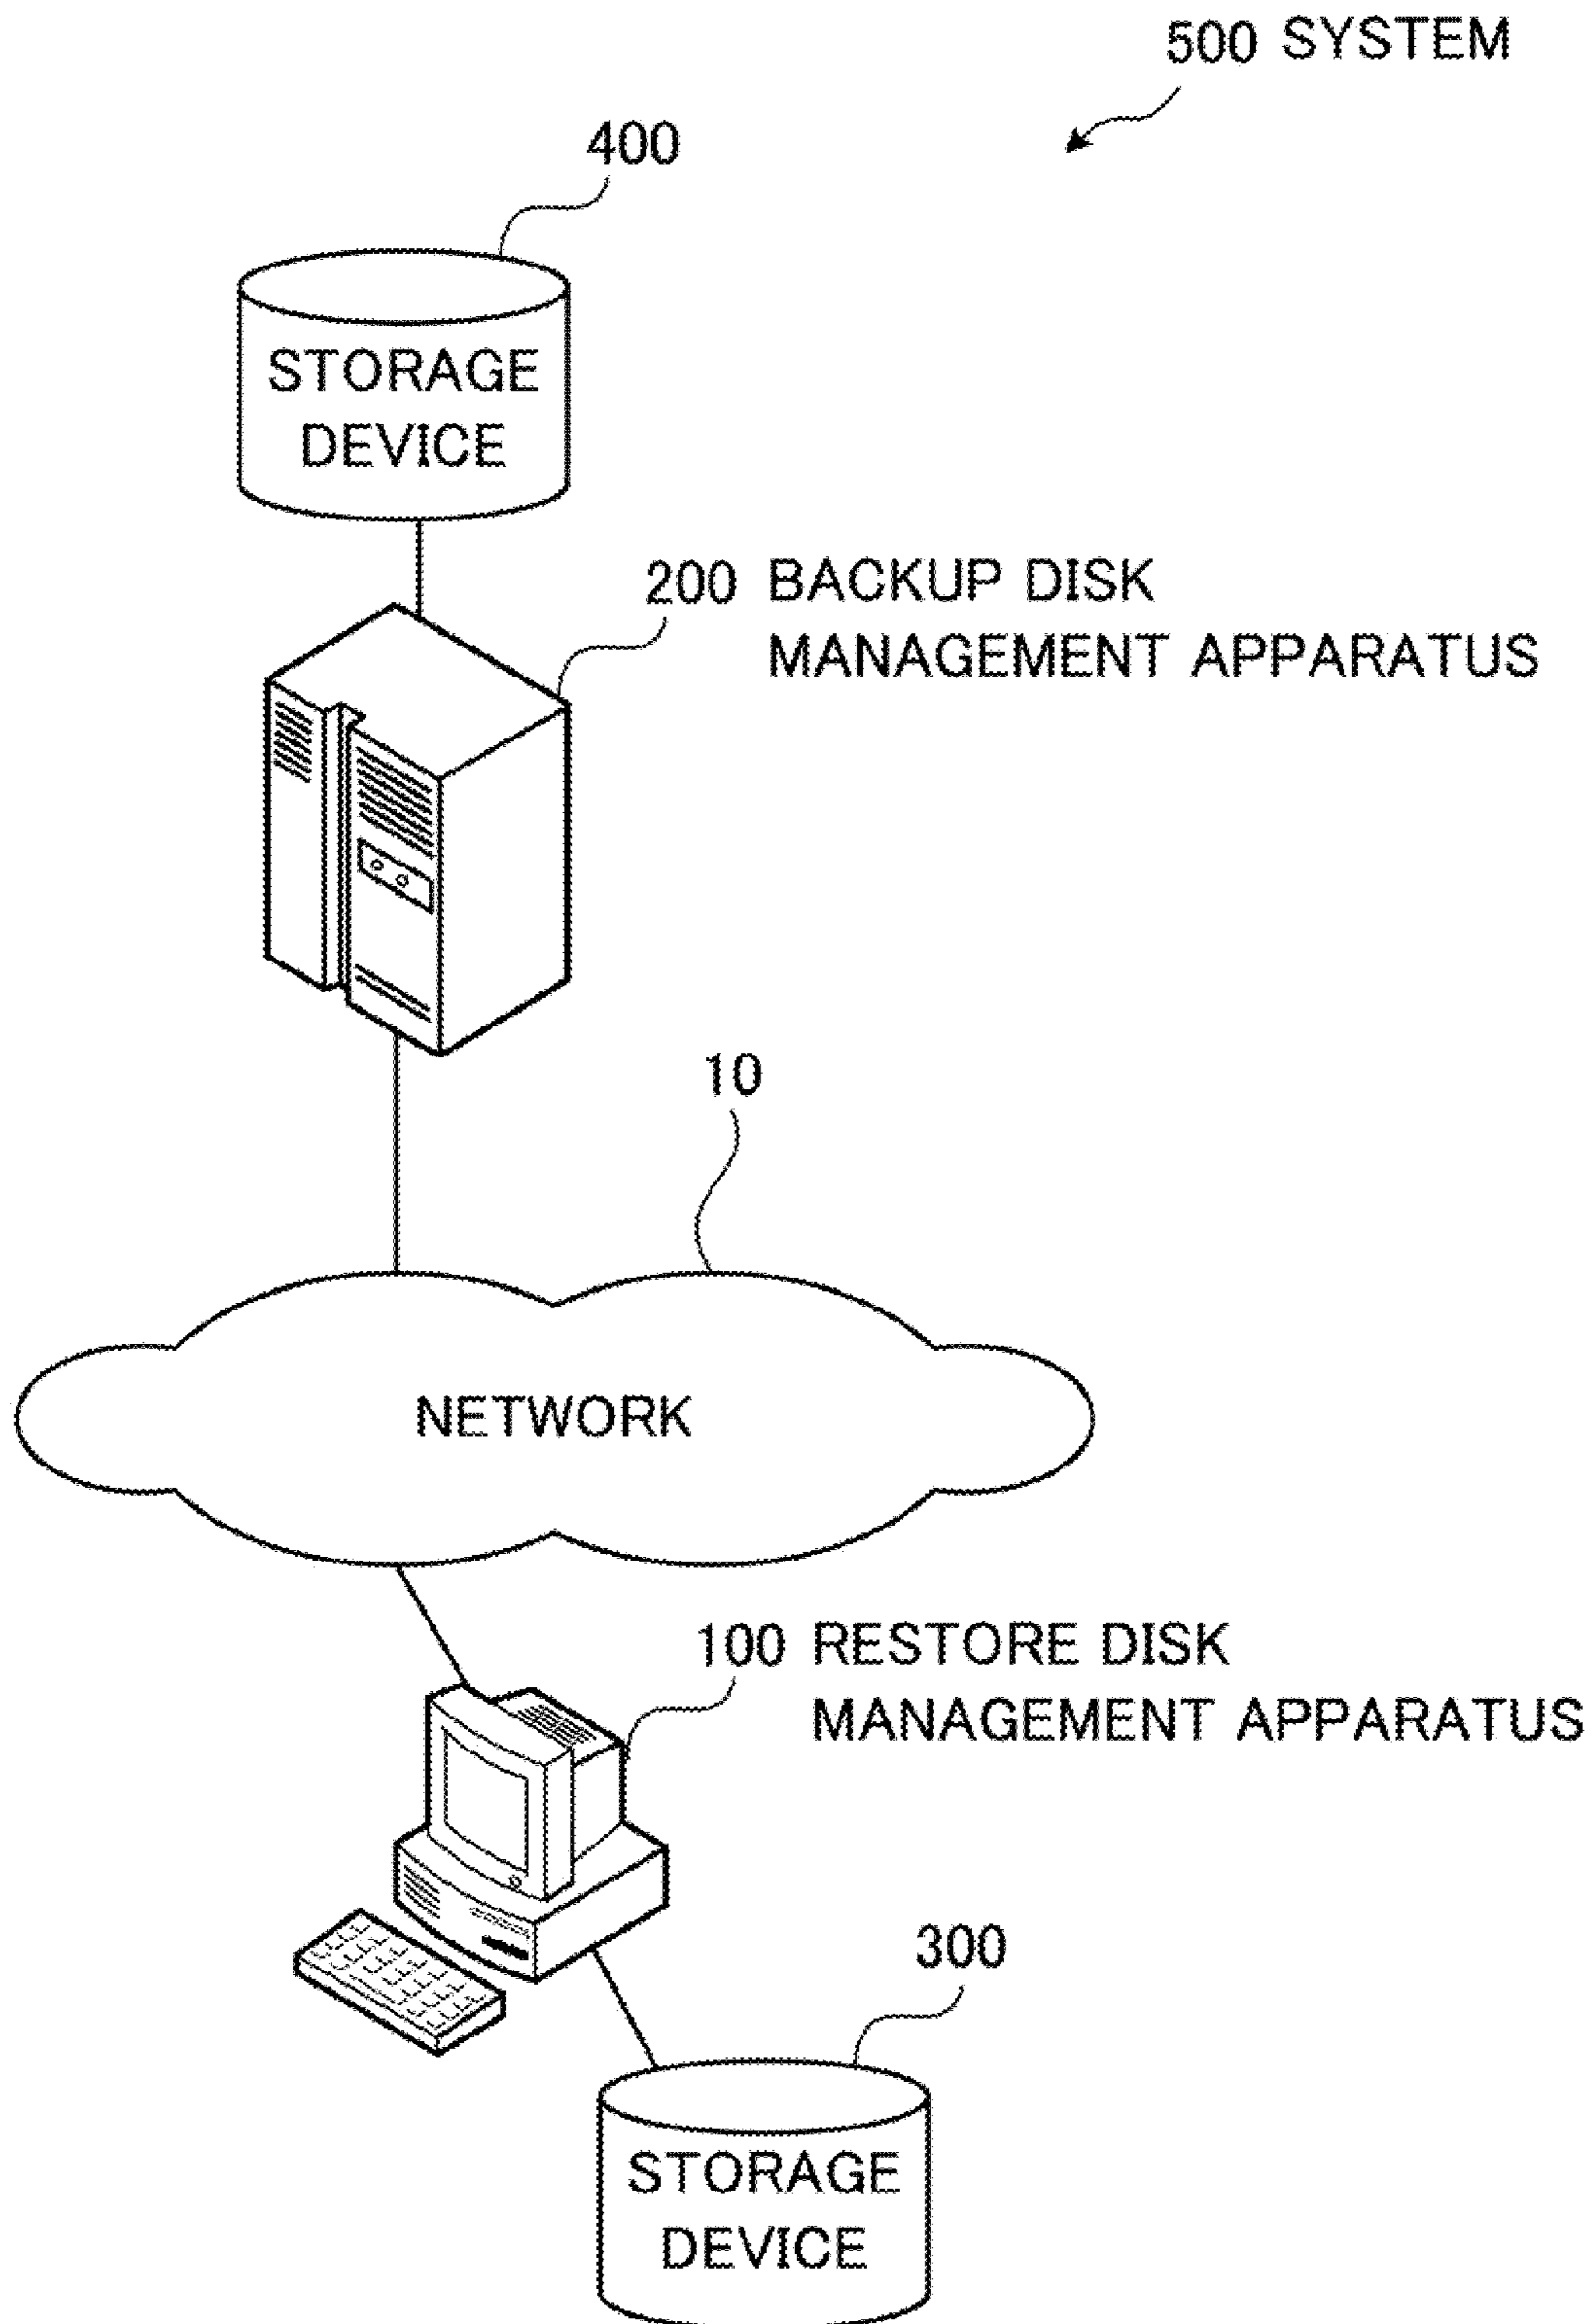 500 SYSTEM
400
STORAGE
DEVICE
200 BACKUP DISK
MANAGEMENT APPARATUS
10
NETWORK
100 RESTORE DISK
MANAGEMENT APPARATUS
300
STORAGE
DEVICE